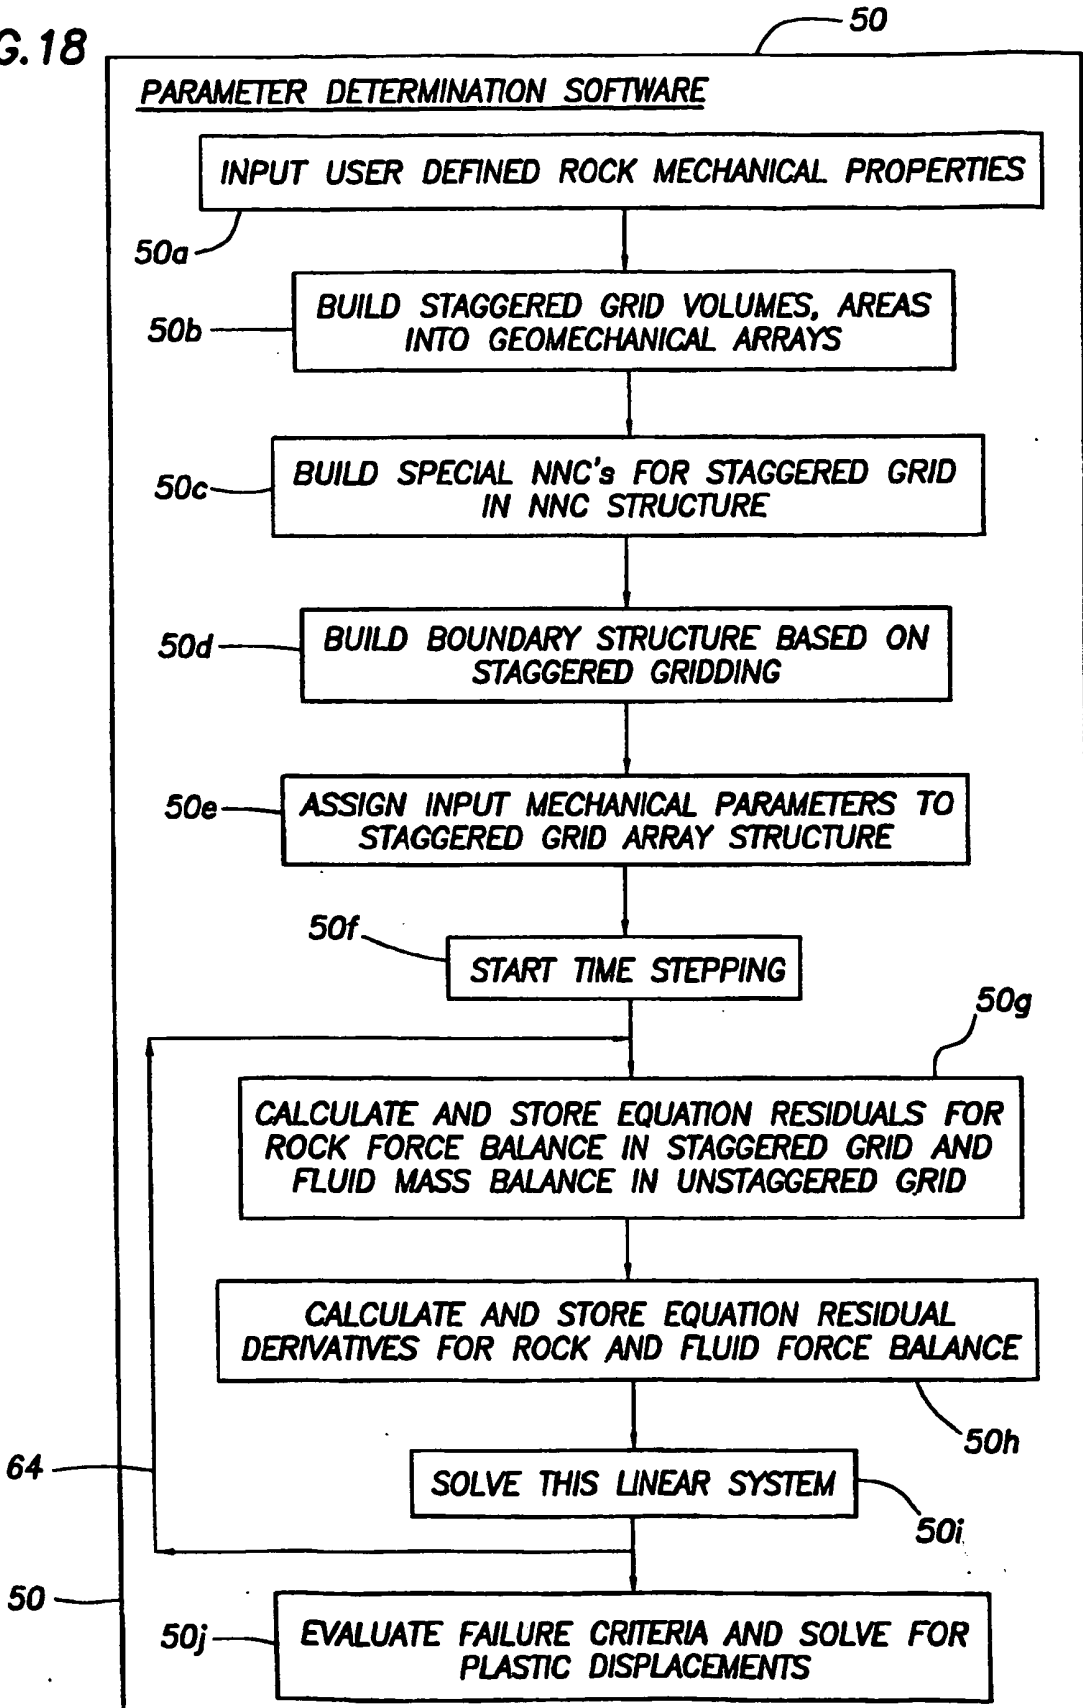 G.18
50
PARAMETER DETERMINATION SOFTWARE
INPUT USER DEFINED ROCK MECHANICAL PROPERTIES
50a
BUILD STAGGERED GRID VOLUMES, AREAS
INTO GEOMECHANICAL ARRAYS
50b
BUILD SPECIAL NNC's FOR STAGGERED GRID
IN NNC STRUCTURE
50c
BUILD BOUNDARY STRUCTURE BASED ON
STAGGERED GRIDDING
50d
ASSIGN INPUT MECHANICAL PARAMETERS TO
STAGGERED GRID ARRAY STRUCTURE
50e
50f
START TIME STEPPING
50g
CALCULATE AND STORE EQUATION RESIDUALS FOR
ROCK FORCE BALANCE IN STAGGERED GRID AND
FLUID MASS BALANCE IN UNSTAGGERED GRID
CALCULATE AND STORE EQUATION RESIDUAL
DERIVATIVES FOR ROCK AND FLUID FORCE BALANCE
50h
64
SOLVE THIS LINEAR SYSTEM
50i
50
50j
EVALUATE FAILURE CRITERIA AND SOLVE FOR
PLASTIC DISPLACEMENTS